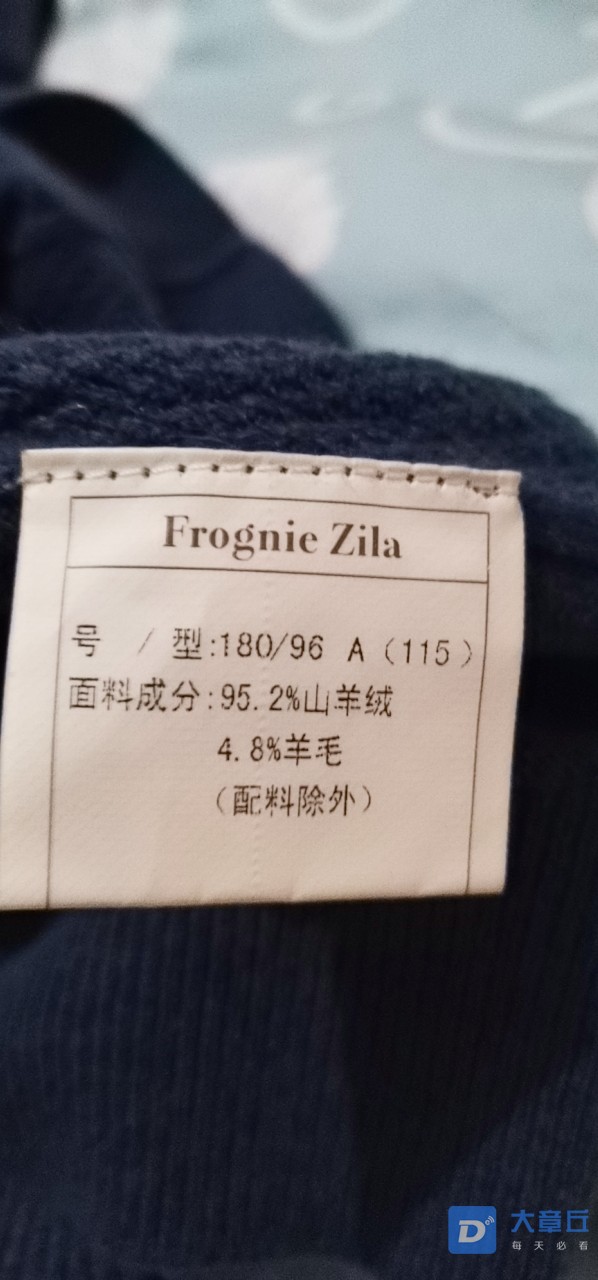 Frognie Zila
号 / 型:180/96 A（115）
面料成分:95.2%山羊绒
4.8%羊毛
（配料除外）
大章丘
每天必看